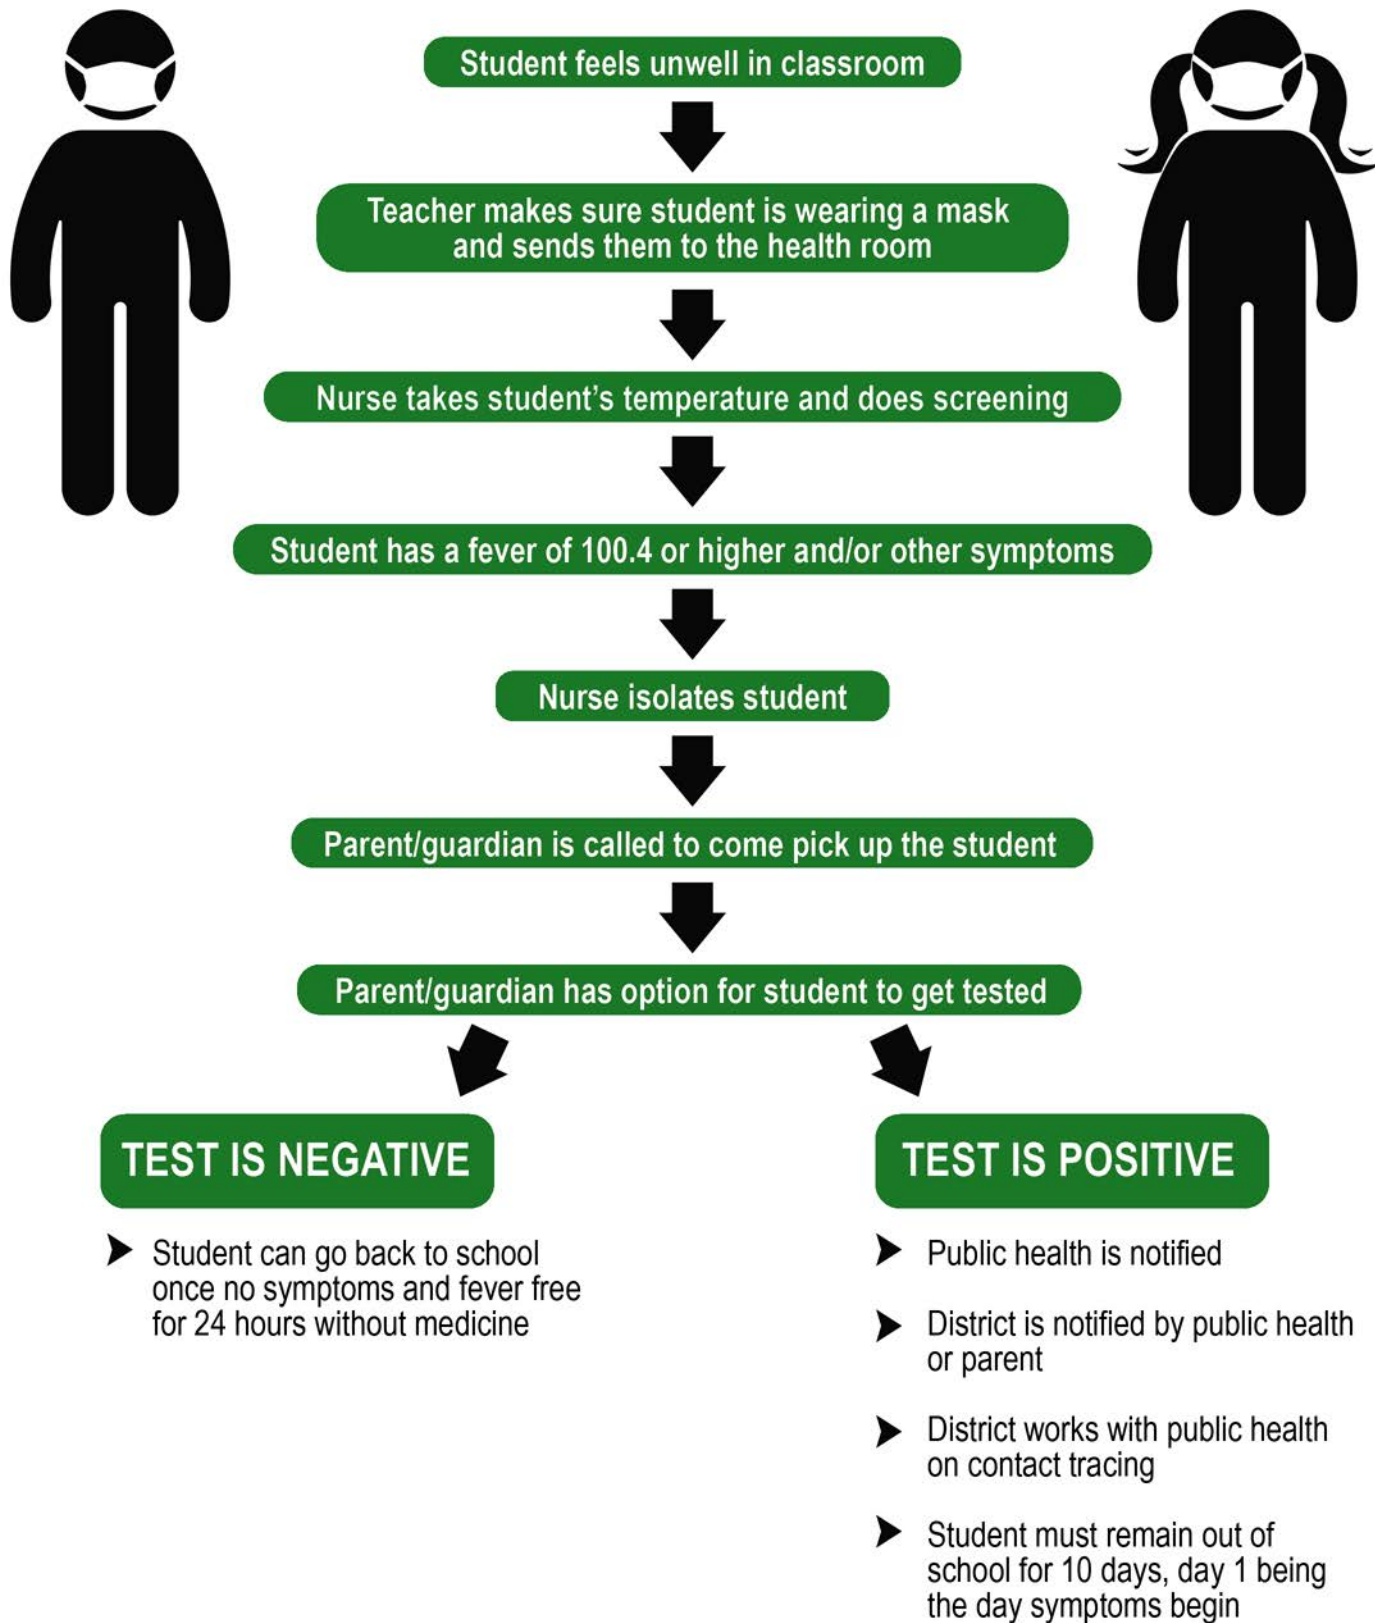 Student feels unwell in classroom
Teacher makes sure student is wearing a mask
and sends them to the health room
Nurse takes student’s temperature and does screening
Student has a fever of 100.4 or higher and/or other symptoms
Nurse isolates student
Parent/guardian is called to come pick up the student
Parent/guardian has option for student to get tested
TEST IS NEGATIVE
Student can go back to school
once no symptoms and fever free
for 24 hours without medicine
TEST IS POSITIVE
Public health is notified
District is notified by public health
or parent
District works with public health
on contact tracing
Student must remain out of
school for 10 days, day 1 being
the day symptoms begin